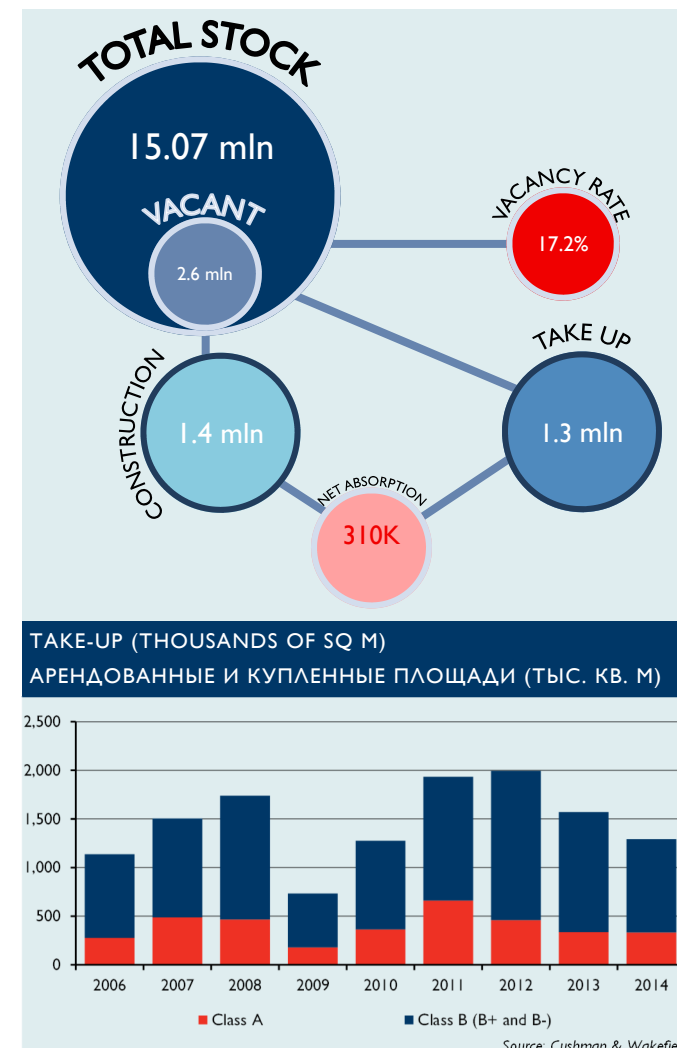 TOTAL STOCK
15.07 mln
VACANT
2.6 mln
VACANCY RATE
17.2%
CONSTRUCTION
1.4 mln
TAKE UP
1.3 mln
NET ABSORPTION
310K
TAKE-UP (THOUSANDS OF SQ M)
АРЕНДОВАННЫЕ И КУПЛЕННЫЕ ПЛОЩАДИ (ТЫС. КВ. М)
2,500
2,000
1,500
1,000
500
0
2006 2007 2008 2009 2010 2011 2012 2013 2014
Class A Class B (B+ and B-)
Source: Cushman & Wakefie